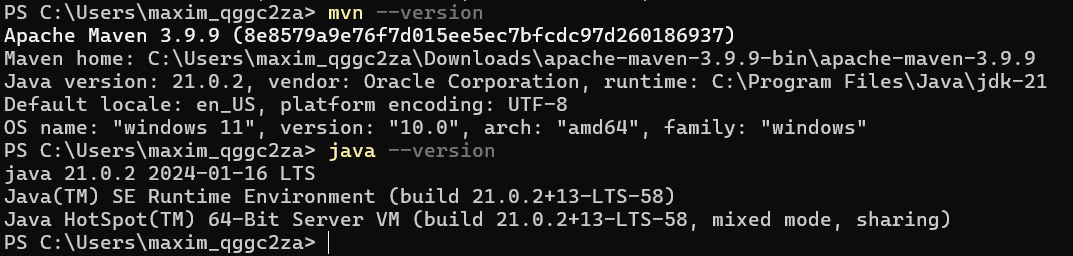 PS C:\Users\maxim_qggc2za> mvn --version
Apache Maven 3.9.9 (8e8579a9e76f7d015ee5ec7bfcdc97d260186937)
Maven home: C:\Users\maxim_qggc2za\Downloads\apache-maven-3.9.9-bin\apache-maven-3.9.9
Java version: 21.0.2, vendor: Oracle Corporation, runtime: C:\Program Files\Java\jdk-21
Default locale: en_US, platform encoding: UTF-8
OS name: "windows 11", version: "10.0", arch: "amd64", family: "windows"
PS C:\Users\maxim_qggc2za> java --version
java 21.0.2 2024-01-16 LTS
Java(TM) SE Runtime Environment (build 21.0.2+13-LTS-58)
Java HotSpot(TM) 64-Bit Server VM (build 21.0.2+13-LTS-58, mixed mode, sharing)
PS C:\Users\maxim_qggc2za>